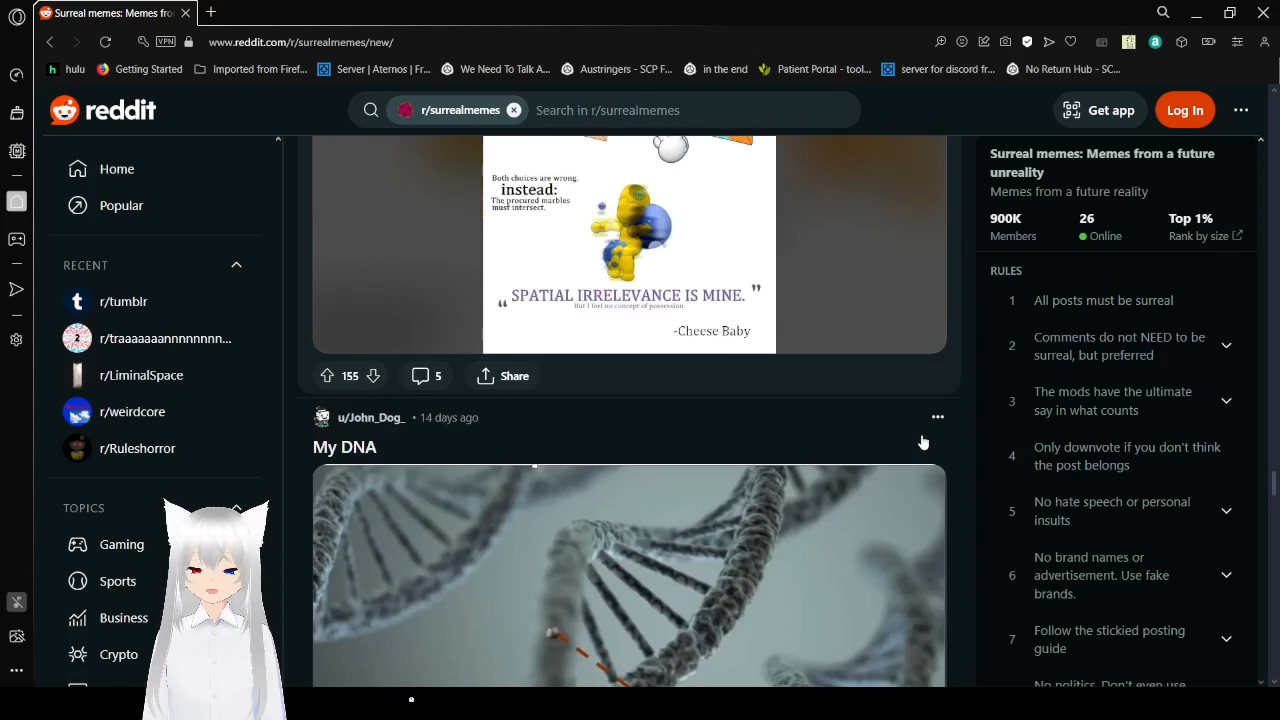 Surreal memes: Memes fro
VPN
www.reddit.com/r/surrealmemes/new/
hulu
Getting Started
Imported from Firef...
Server | Aternos | Fr...
We Need To Talk A...
Austringers - SCP F...
in the end
Patient Portal - tool...
server for discord fr...
No Return Hub - SC...
reddit
r/surrealmemes
Search in r/surrealmemes
Get app
Log In
Home
Popular
RECENT
r/tumblr
r/traaaaaaannnnnnnn...
r/LiminalSpace
r/weirdcore
r/Ruleshorror
TOPICS
Gaming
Sports
Business
Crypto
Both choices are wrong.
instead:
The procured marbles
must intersect.
" SPATIAL IRRELEVANCE IS MINE. "
But I feel no concept of possession.
-Cheese Baby
155
5
Share
u/John_Dog_ • 14 days ago
My DNA
Surreal memes: Memes from a future
unreality
Memes from a future reality
900K
Members
26
Online
Top 1%
Rank by size
RULES
1 All posts must be surreal
2 Comments do not NEED to be
surreal, but preferred
3 The mods have the ultimate
say in what counts
4 Only downvote if you don't think
the post belongs
5 No hate speech or personal
insults
6 No brand names or
advertisement. Use fake
brands.
7 Follow the stickied posting
guide
No politics. Don't even use